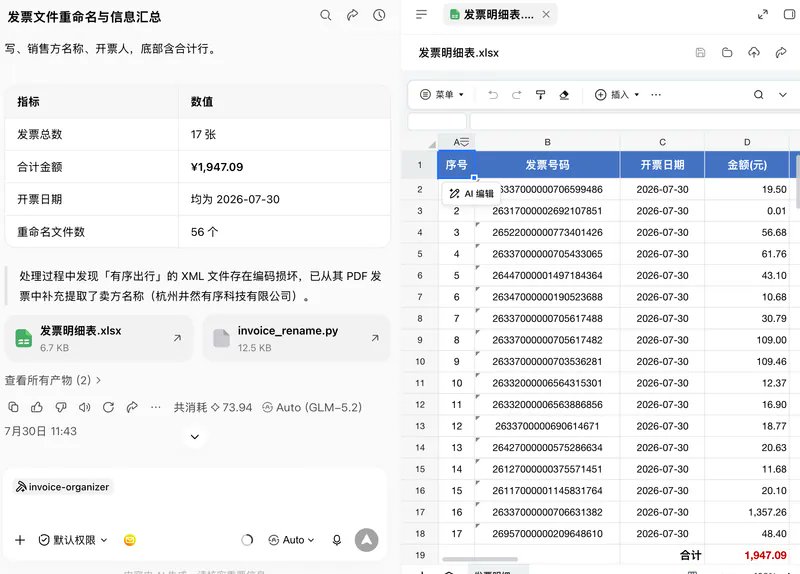 发票文件重命名与信息汇总
写、销售方名称、开票人，底部含合计行。
指标 数值
发票总数 17 张
合计金额 ¥1,947.09
开票日期 均为 2026-07-30
重命名文件数 56 个
处理过程中发现「有序出行」的 XML 文件存在编码损坏，已从其 PDF 发
票中补充提取了卖方名称（杭州井然有序科技有限公司）。
发票明细表.xlsx
6.7 KB
invoice_rename.py
12.5 KB
查看所有产物 (2)
共消耗 73.94 Auto (GLM-5.2)
7月30日 11:43
invoice-organizer
默认权限
Auto
发票明细表....
发票明细表.xlsx
菜单 插入
A B C D
1 序号 发票号码 开票日期 金额(元)
2 26337000000706599486 2026-07-30 19.50
AI 编辑
3 2 26317000002692107851 2026-07-30 0.01
4 3 26522000000773401426 2026-07-30 56.68
5 4 26337000000705433065 2026-07-30 61.76
6 5 26447000001497184364 2026-07-30 43.10
7 6 26347000000190523688 2026-07-30 10.68
8 7 26337000000705617488 2026-07-30 30.79
9 8 26337000000705617482 2026-07-30 109.00
10 9 26337000000703536281 2026-07-30 109.46
11 10 26332000006564315301 2026-07-30 12.37
12 11 26332000006563886856 2026-07-30 16.90
13 12 2633700000690614671 2026-07-30 18.77
14 13 26427000000575286634 2026-07-30 20.63
15 14 26127000000375571451 2026-07-30 11.68
16 15 26117000001145831764 2026-07-30 20.10
17 16 26337000000706631382 2026-07-30 1,357.26
18 17 26957000000209648610 2026-07-30 48.40
19 合计 1,947.09